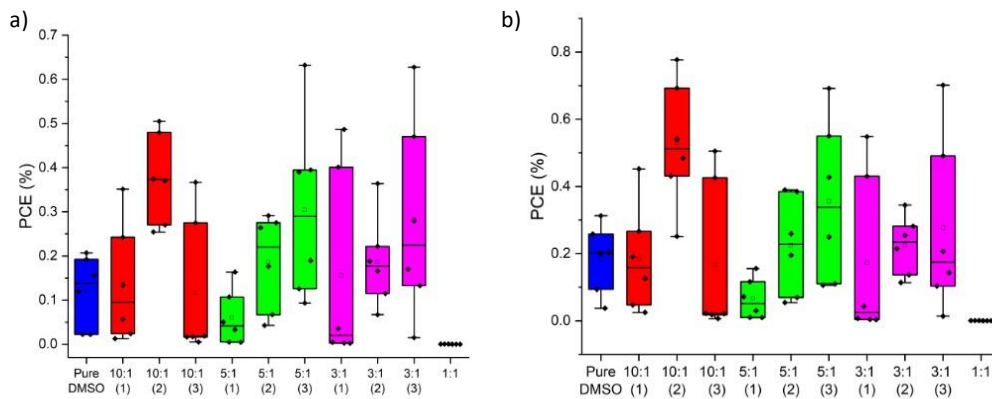 a)
PCE (%)
0.7
0.6
0.5
0.4
0.3
0.2
0.1
0.0
Pure 10:1 10:1 10:1 5:1 5:1 5:1 3:1 3:1 3:1 1:1
DMSO (1) (2) (3) (1) (2) (3) (1) (2) (3)
b)
PCE (%)
0.8
0.6
0.4
0.2
0.0
Pure 10:1 10:1 10:1 5:1 5:1 5:1 3:1 3:1 3:1 1:1
DMSO (1) (2) (3) (1) (2) (3) (1) (2) (3)